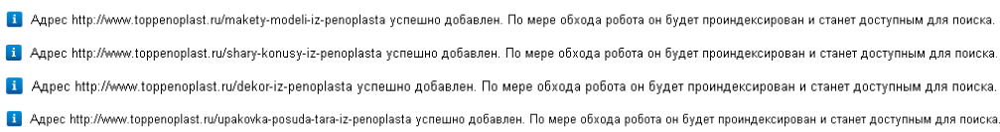 Адрес http://www.toppenoplast.ru/makety-modeli-iz-penoplasta успешно добавлен. По мере обхода робота он будет проиндексирован и станет доступным для поиска.
Адрес http://www.toppenoplast.ru/shary-konusy-iz-penoplasta успешно добавлен. По мере обхода робота он будет проиндексирован и станет доступным для поиска.
Адрес http://www.toppenoplast.ru/dekor-iz-penoplasta успешно добавлен. По мере обхода робота он будет проиндексирован и станет доступным для поиска.
Адрес http://www.toppenoplast.ru/upakovka-posuda-tara-iz-penoplasta успешно добавлен. По мере обхода робота он будет проиндексирован и станет доступным для поиска.